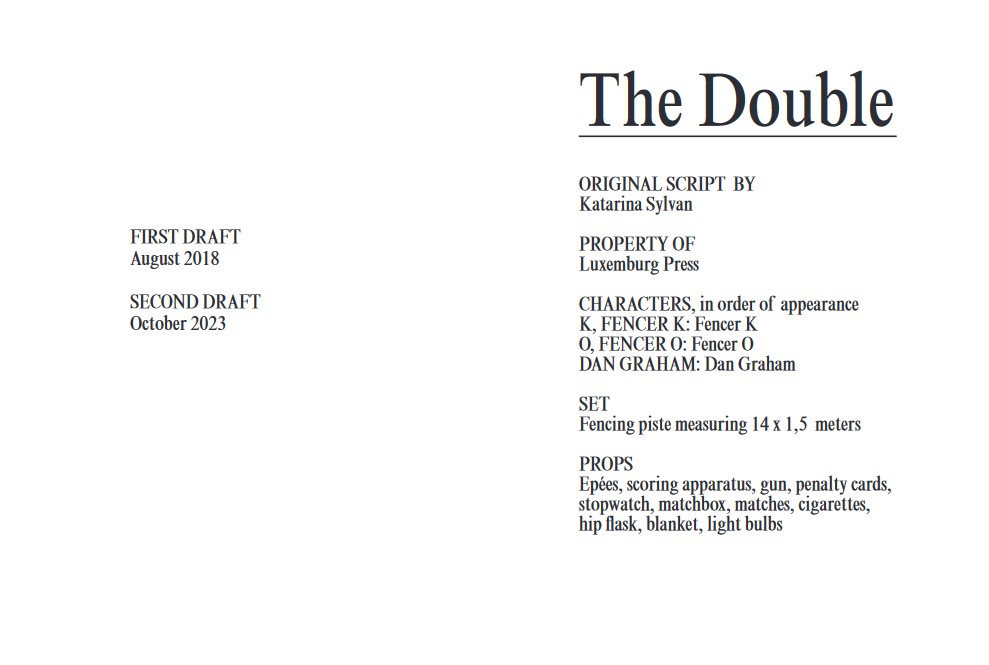 FIRST DRAFT
August 2018
SECOND DRAFT
October 2023
The Double
ORIGINAL SCRIPT BY
Katarina Sylvan
PROPERTY OF
Luxemburg Press
CHARACTERS, in order of appearance
K, FENCER K: Fencer K
O, FENCER O: Fencer O
DAN GRAHAM: Dan Graham
SET
Fencing piste measuring 14 x 1,5 meters
PROPS
Epées, scoring apparatus, gun, penalty cards,
stopwatch, matchbox, matches, cigarettes,
hip flask, blanket, light bulbs